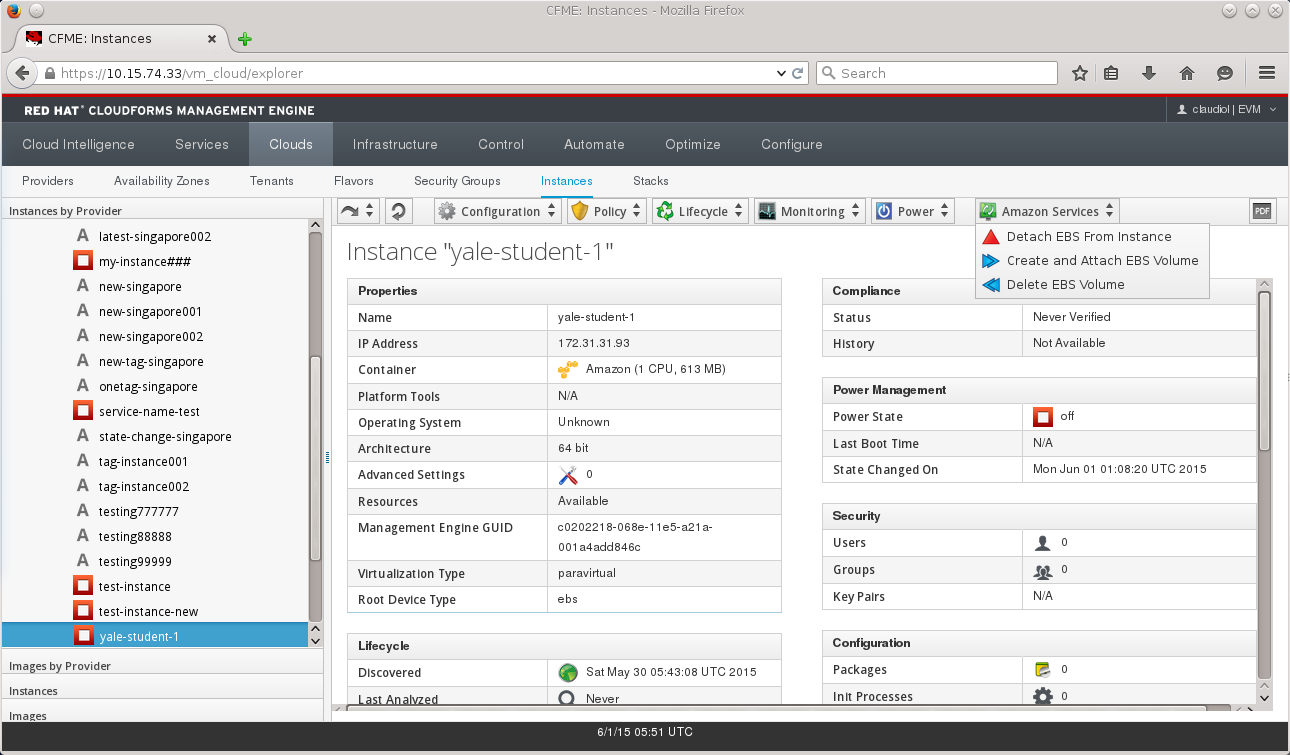 CFME: Instances - Mozilla Firefox
CFME: Instances
https://10.15.74.33/vm_cloud/explorer
Search
RED HAT® CLOUDFORMS MANAGEMENT ENGINE
claudiol | EVM
Cloud Intelligence Services Clouds Infrastructure Control Automate Optimize Configure
Providers Availability Zones Tenants Flavors Security Groups Instances Stacks
Instances by Provider
latest-singapore002
my-instance###
new-singapore
new-singapore001
new-singapore002
new-tag-singapore
onetag-singapore
service-name-test
state-change-singapore
tag-instance001
tag-instance002
testing777777
testing88888
testing99999
test-instance
test-instance-new
yale-student-1
Images by Provider
Instances
Images
Configuration Policy Lifecycle Monitoring Power Amazon Services PDF
Detach EBS From Instance
Create and Attach EBS Volume
Delete EBS Volume
Instance "yale-student-1"
Properties
Name yale-student-1
IP Address 172.31.31.93
Container Amazon (1 CPU, 613 MB)
Platform Tools N/A
Operating System Unknown
Architecture 64 bit
Advanced Settings 0
Resources Available
Management Engine GUID c0202218-068e-11e5-a21a-
001a4add846c
Virtualization Type paravirtual
Root Device Type ebs
Lifecycle
Discovered Sat May 30 05:43:08 UTC 2015
Last Analyzed Never
Compliance
Status Never Verified
History Not Available
Power Management
Power State off
Last Boot Time N/A
State Changed On Mon Jun 01 01:08:20 UTC 2015
Security
Users 0
Groups 0
Key Pairs N/A
Configuration
Packages 0
Init Processes 0
6/1/15 05:51 UTC